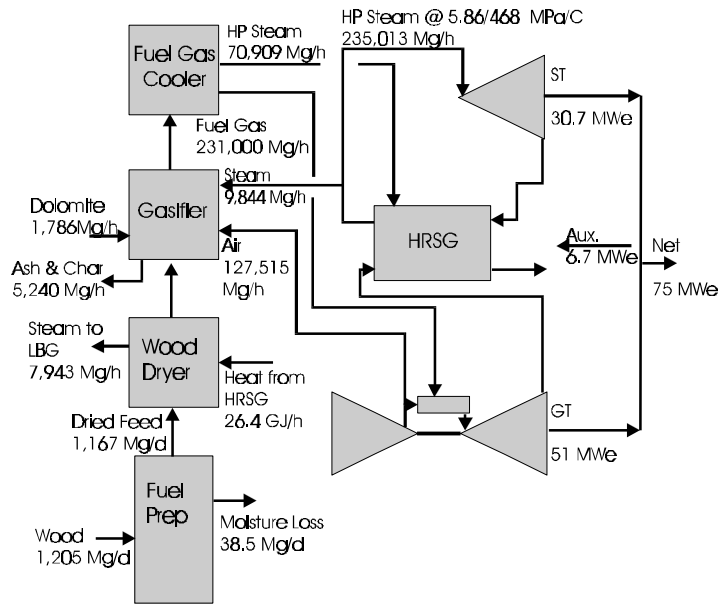 HP Steam
70,909 Mg/h
HP Steam @ 5.86/468 MPa/C
235,013 Mg/h
Fuel Gas
Cooler
ST
30.7 MWe
Fuel Gas
231,000 Mg/h
Steam
9,844 Mg/h
Gasifier
Dolomite
1,786Mg/h
HRSG
Aux.
6.7 MWe
Net
75 MWe
Air
127,515
Mg/h
Ash & Char
5,240 Mg/h
Steam to
LBG
7,943 Mg/h
Wood
Dryer
Heat from
HRSG
26.4 GJ/h
Dried Feed
1,167 Mg/d
GT
51 MWe
Fuel
Prep
Wood
1,205 Mg/d
Moisture Loss
38.5 Mg/d